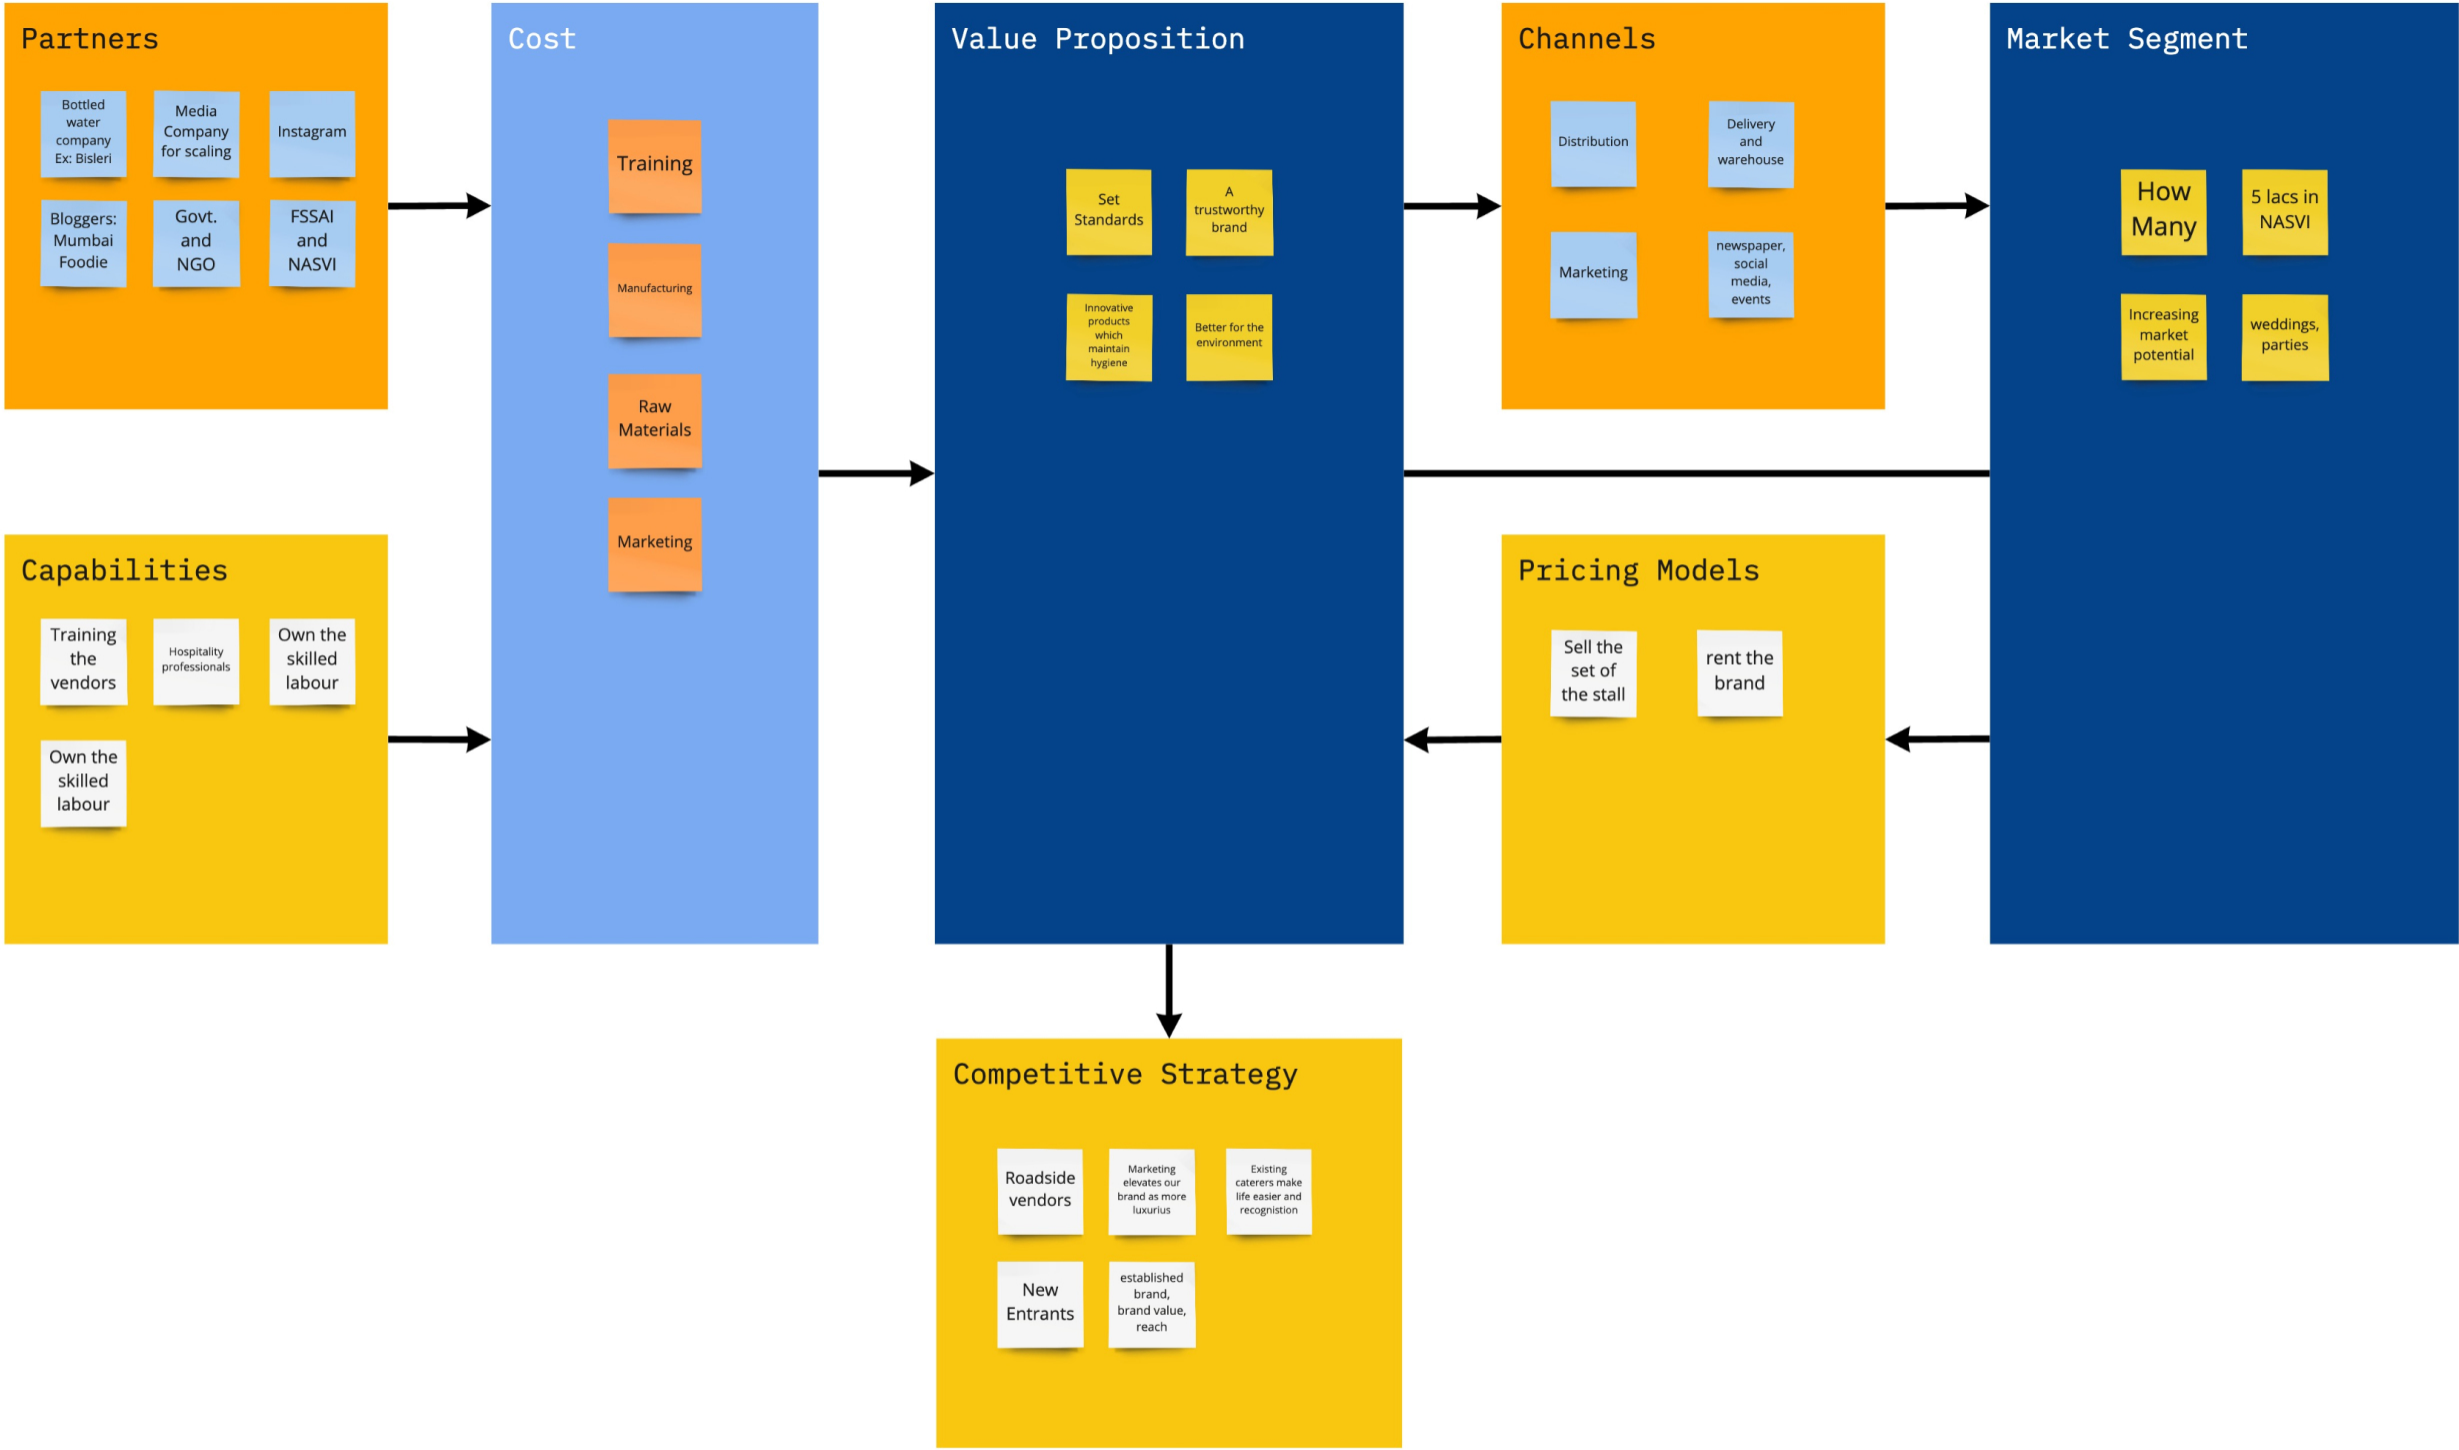 Partners
Bottled
water
company
Ex: Bisleri
Media
Company
for scaling
Instagram
Bloggers:
Mumbai
Foodie
Govt.
and
NGO
FSSAI
and
NASVI
Capabilities
Training
the
vendors
Hospitality
professionals
Own the
skilled
labour
Own the
skilled
labour
Cost
Training
Manufacturing
Raw
Materials
Marketing
Value Proposition
Set
Standards
A
trustworthy
brand
Innovative
products
which
maintain
hygiene
Better for the
environment
Channels
Distribution
Delivery
and
warehouse
Marketing
newspaper,
social
media,
events
Pricing Models
Sell the
set of
the stall
rent the
brand
Market Segment
How
Many
5 lacs in
NASVI
Increasing
market
potential
weddings,
parties
Competitive Strategy
Roadside
vendors
Marketing
elevates our
brand as more
luxurius
Existing
caterers make
life easier and
recognistion
New
Entrants
established
brand,
brand value,
reach